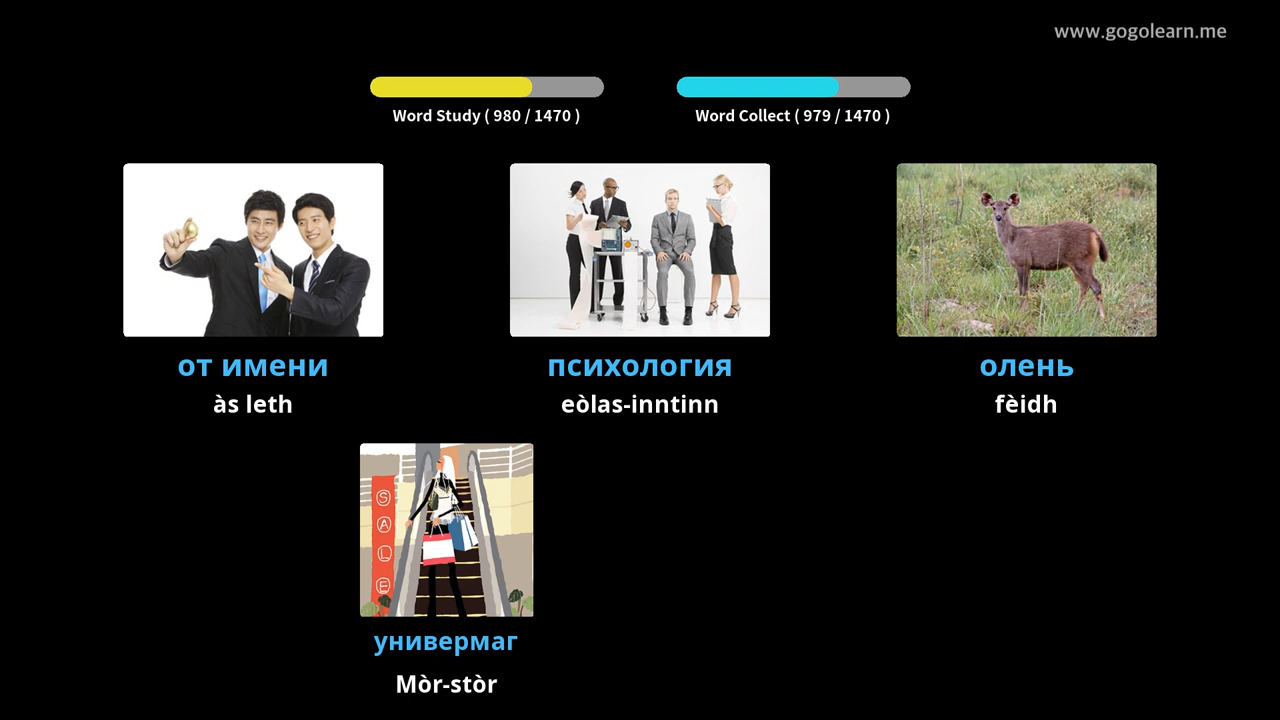 www.gogolearn.me
Word Study ( 980 / 1470 )
Word Collect ( 979 / 1470 )
от имени
às leth
психология
eòlas-inntinn
олень
fèidh
SALE
универмаг
Mòr-stòr